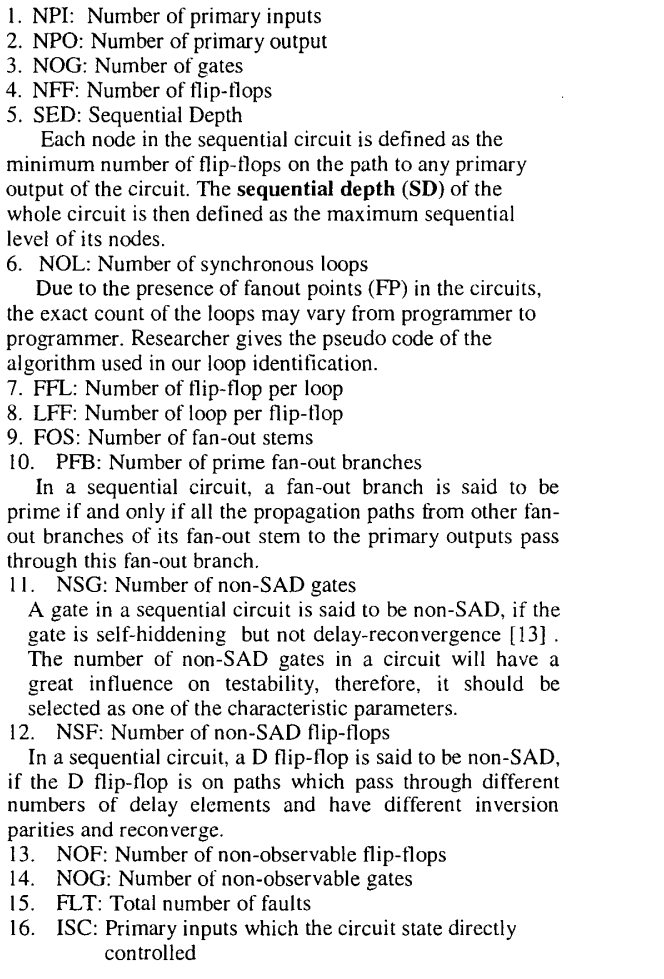 1. NPI: Number of primary inputs
2. NPO: Number of primary output
3. NOG: Number of gates
4. NFF: Number of flip-flops
5. SED: Sequential Depth
Each node in the sequential circuit is defined as the
minimum number of flip-flops on the path to any primary
output of the circuit. The sequential depth (SD) of the
whole circuit is then defined as the maximum sequential
level of its nodes.
6. NOL: Number of synchronous loops
Due to the presence of fanout points (FP) in the circuits,
the exact count of the loops may vary from programmer to
programmer. Researcher gives the pseudo code of the
algorithm used in our loop identification.
7. FFL: Number of flip-flop per loop
8. LFF: Number of loop per flip-flop
9. FOS: Number of fan-out stems
10. PFB: Number of prime fan-out branches
In a sequential circuit, a fan-out branch is said to be
prime if and only if all the propagation paths from other fan-
out branches of its fan-out stem to the primary outputs pass
through this fan-out branch.
11. NSG: Number of non-SAD gates
A gate in a sequential circuit is said to be non-SAD, if the
gate is self-hiddening but not delay-reconvergence [13] .
The number of non-SAD gates in a circuit will have a
great influence on testability, therefore, it should be
selected as one of the characteristic parameters.
12. NSF: Number of non-SAD flip-flops
In a sequential circuit, a D flip-flop is said to be non-SAD,
if the D flip-flop is on paths which pass through different
numbers of delay elements and have different inversion
parities and reconverge.
13. NOF: Number of non-observable flip-flops
14. NOG: Number of non-observable gates
15. FLT: Total number of faults
16. ISC: Primary inputs which the circuit state directly
controlled